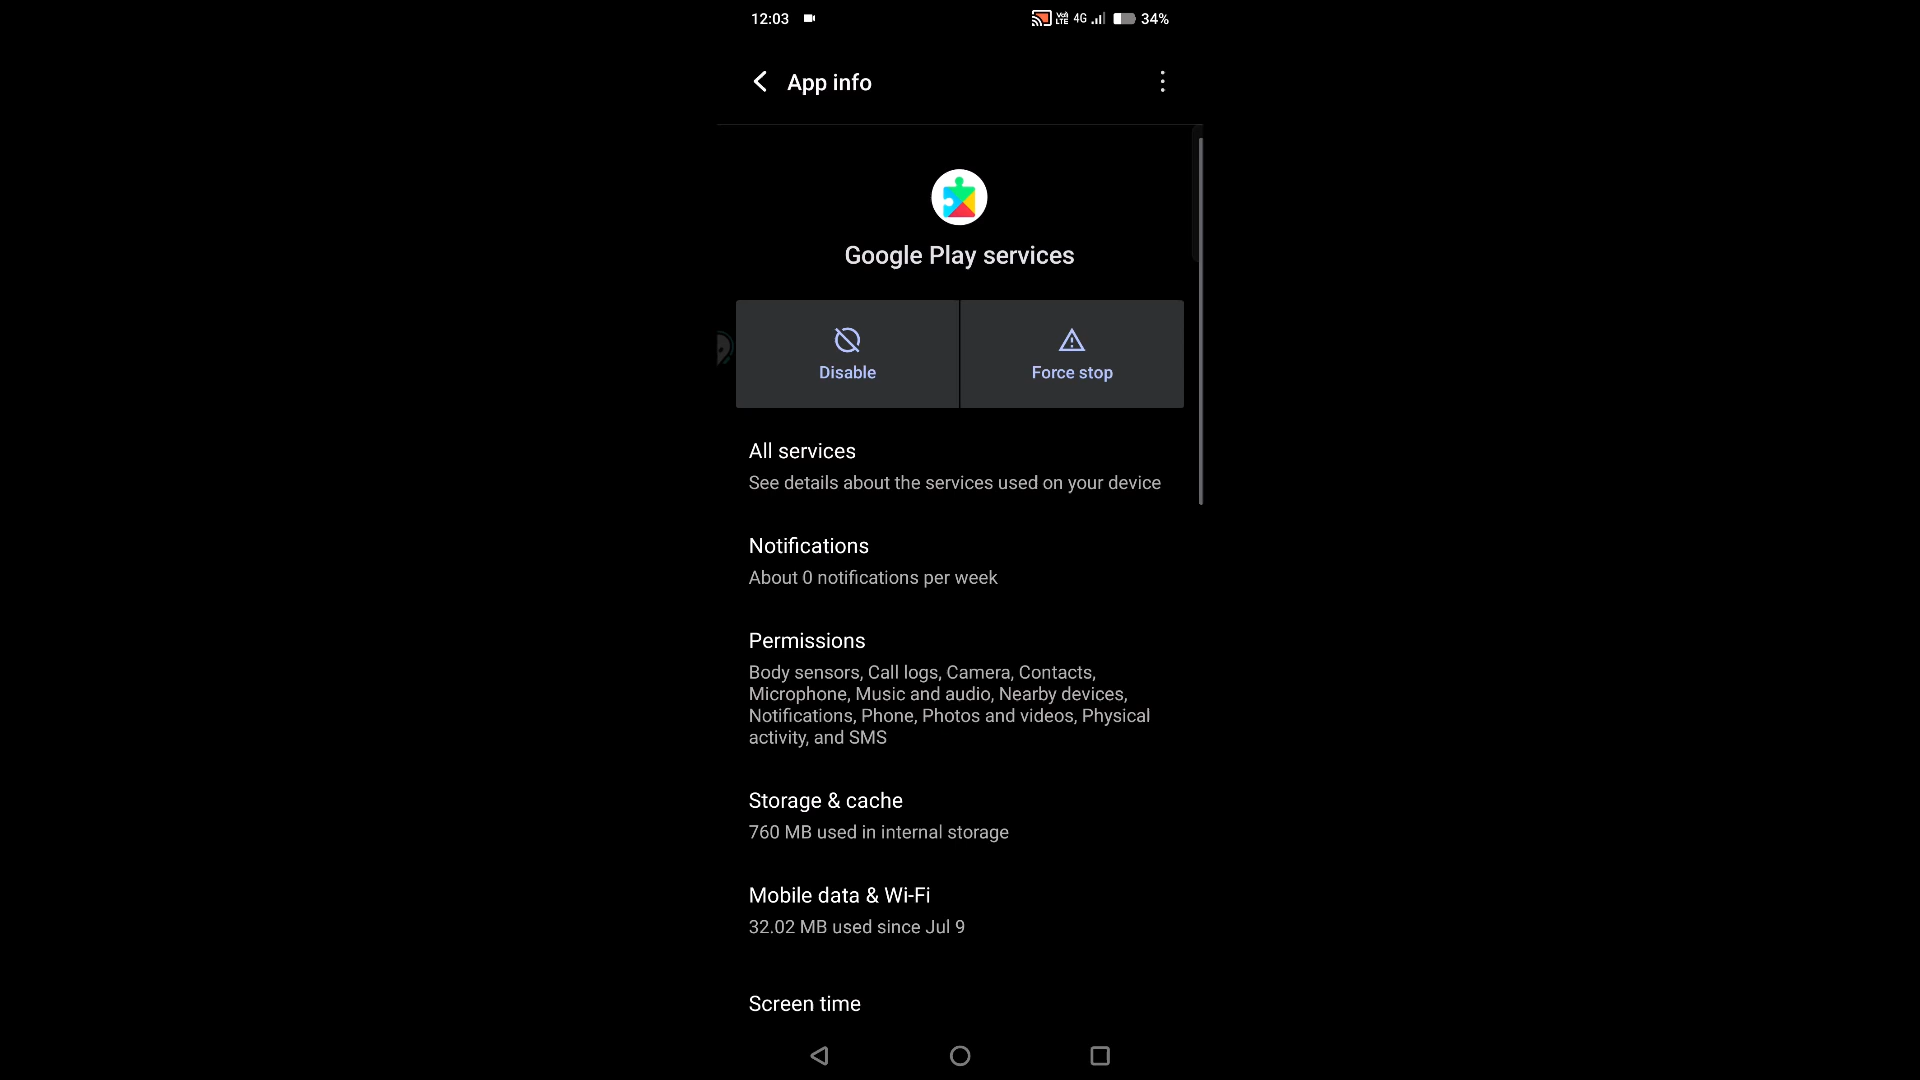 12:03 Vo) LTE 4G 34%
App info
Google Play services
Disable Force stop
All services
See details about the services used on your device
Notifications
About 0 notifications per week
Permissions
Body sensors, Call logs, Camera, Contacts,
Microphone, Music and audio, Nearby devices,
Notifications, Phone, Photos and videos, Physical
activity, and SMS
Storage & cache
760 MB used in internal storage
Mobile data & Wi-Fi
32.02 MB used since Jul 9
Screen time